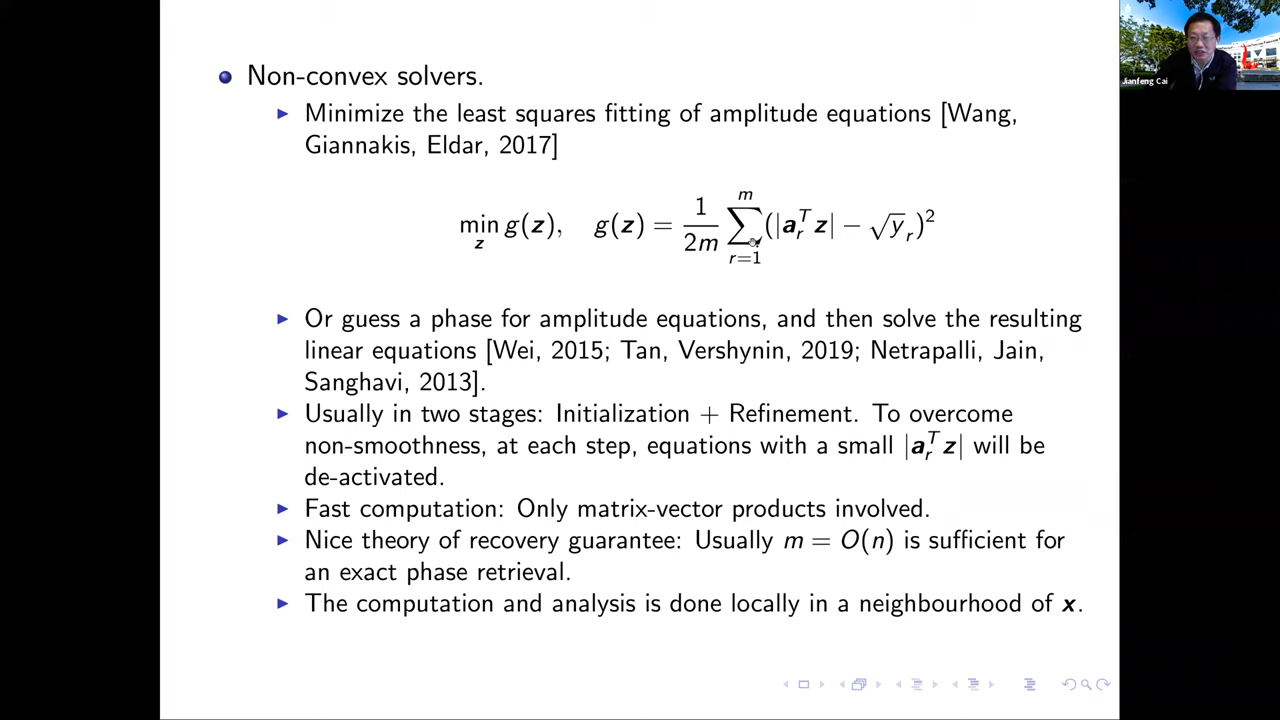 Jianfeng Cai
Non-convex solvers.
Minimize the least squares fitting of amplitude equations [Wang,
Giannakis, Eldar, 2017]
min_z g(z), g(z) = \frac{1}{2m} \sum_{r=1}^{m} (|a_r^T z| − \sqrt{y}_r)^2
Or guess a phase for amplitude equations, and then solve the resulting
linear equations [Wei, 2015; Tan, Vershynin, 2019; Netrapalli, Jain,
Sanghavi, 2013].
Usually in two stages: Initialization + Refinement. To overcome
non-smoothness, at each step, equations with a small |a_r^T z| will be
de-activated.
Fast computation: Only matrix-vector products involved.
Nice theory of recovery guarantee: Usually m = O(n) is sufficient for
an exact phase retrieval.
The computation and analysis is done locally in a neighbourhood of x.